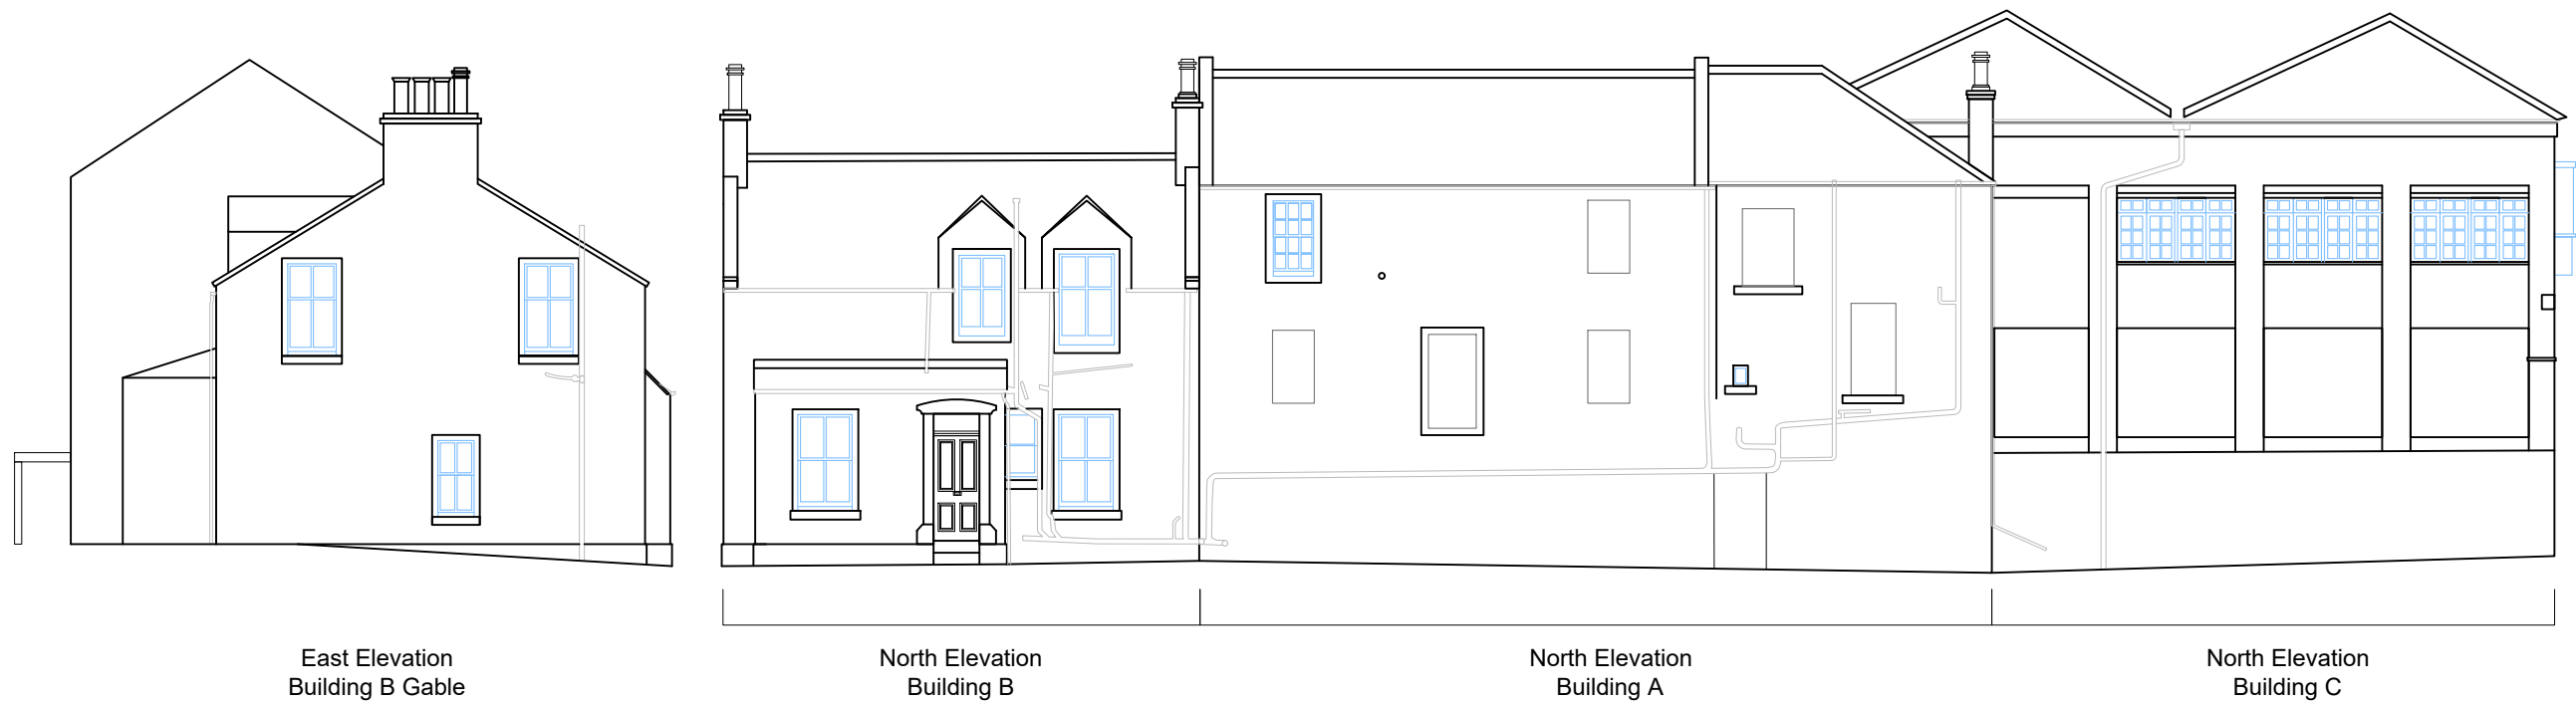 East Elevation
Building B Gable
North Elevation
Building B
North Elevation
Building A
North Elevation
Building C